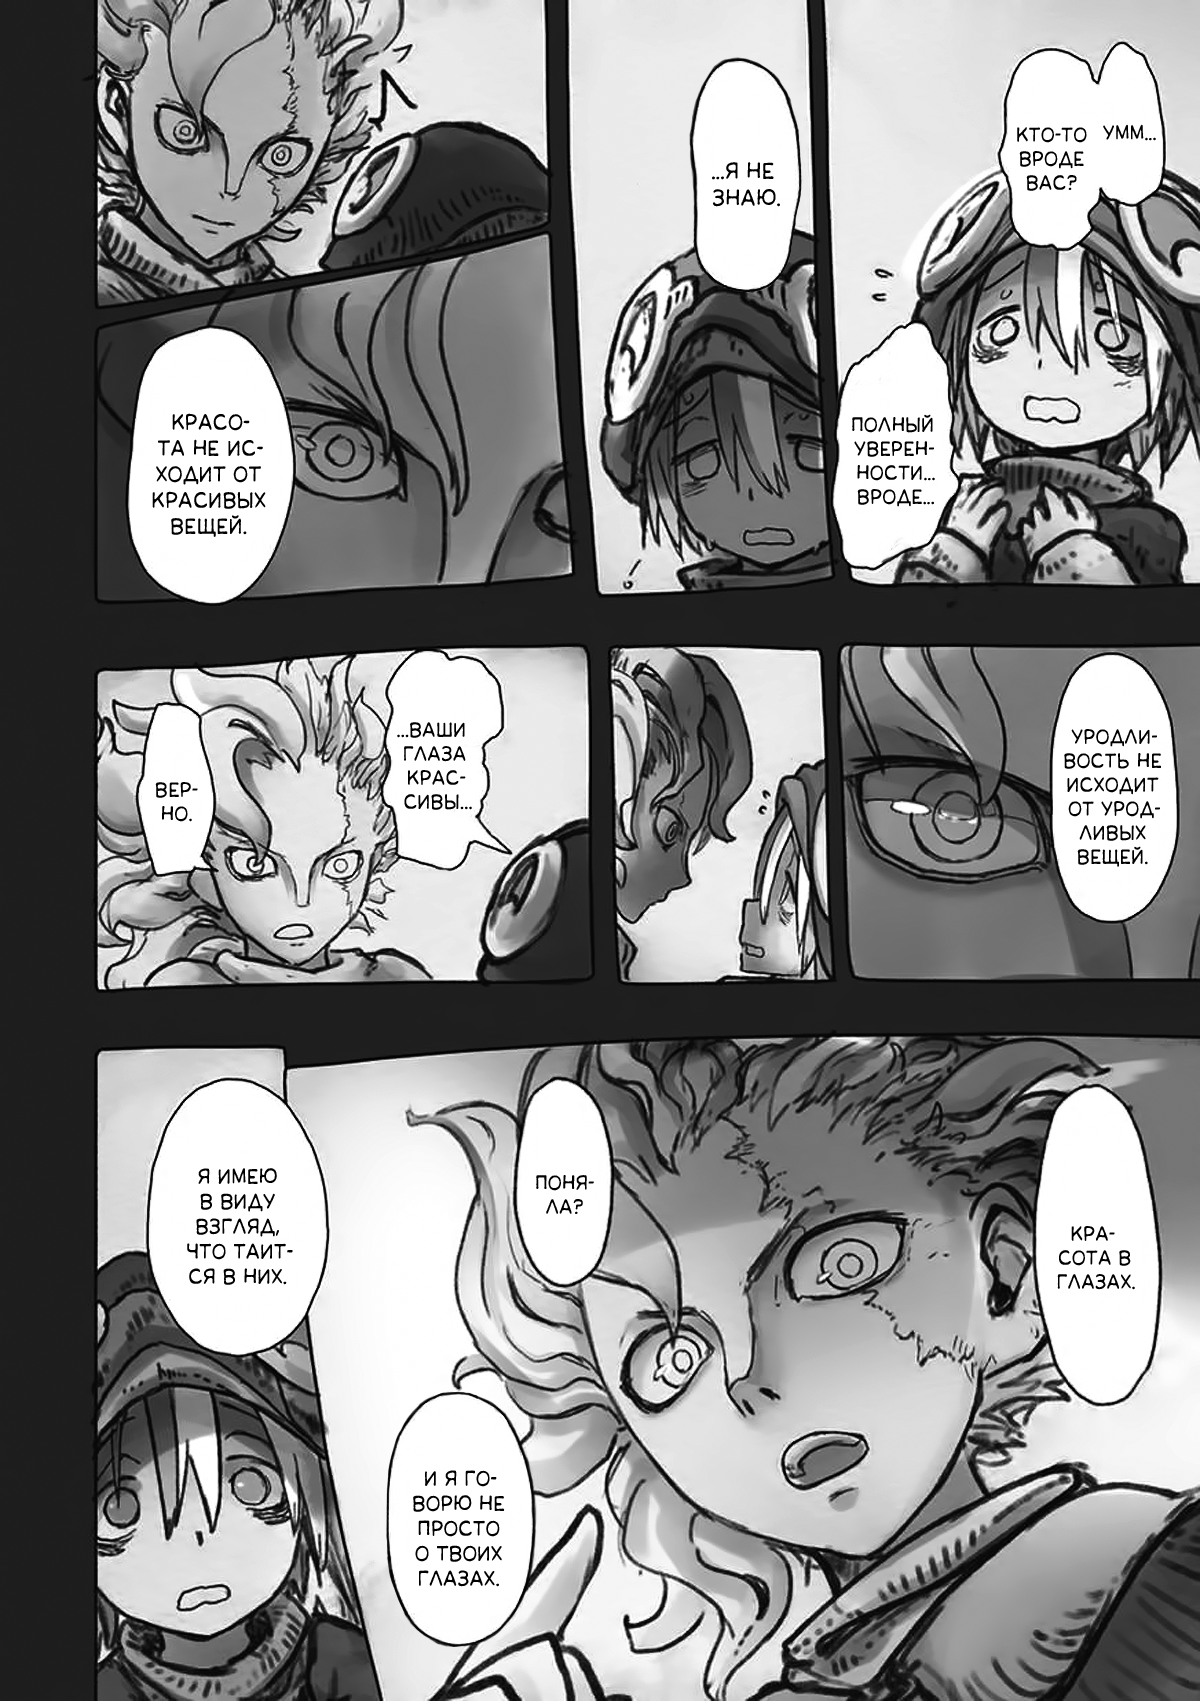 УММ...
КТО-ТО
ВРОДЕ
ВАС?
ПОЛНЫЙ
УВЕРЕН-
НОСТИ...
ВРОДЕ...
...Я НЕ
ЗНАЮ.
КРАСО-
ТА НЕ ИС-
ХОДИТ ОТ
КРАСИВЫХ
ВЕЩЕЙ.
УРОДЛИ-
ВОСТЬ НЕ
ИСХОДИТ
ОТ УРОД-
ЛИВЫХ
ВЕЩЕЙ.
...ВАШИ
ГЛАЗА
КРАС-
СИВЫ...
ВЕР-
НО.
КРА-
СОТА В
ГЛАЗАХ.
ПОНЯ-
ЛА?
И Я ГО-
ВОРЮ НЕ
ПРОСТО
О ТВОИХ
ГЛАЗАХ.
Я ИМЕЮ
В ВИДУ
ВЗГЛЯД,
ЧТО ТАИТ-
СЯ В НИХ.